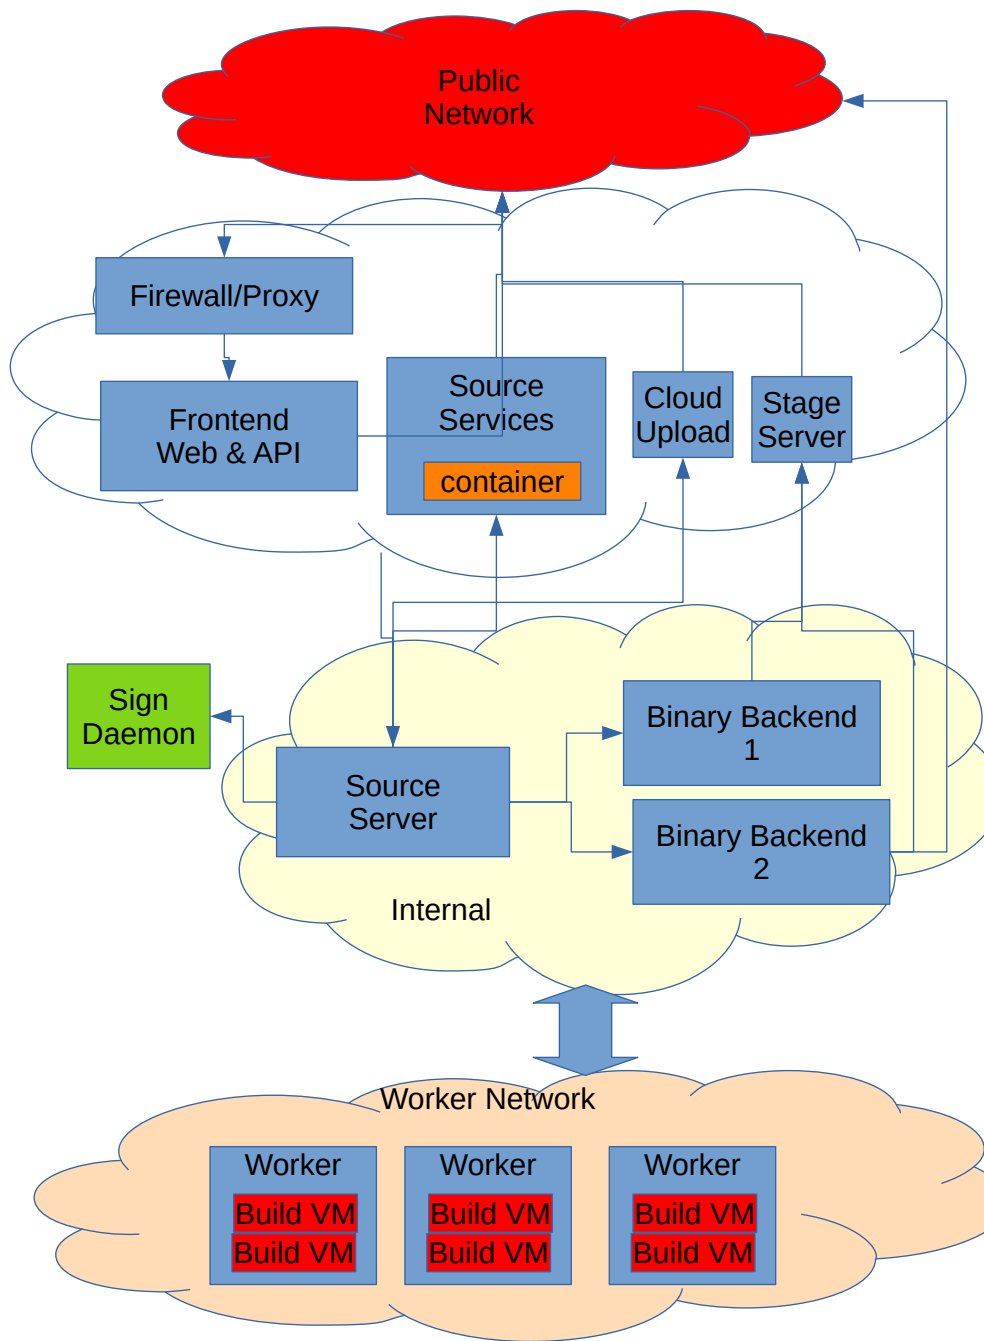 Public
Network
Firewall/Proxy
Frontend
Web & API
Source
Services
container
Cloud
Upload
Stage
Server
Sign
Daemon
Source
Server
Binary Backend
1
Binary Backend
2
Internal
Worker Network
Worker
Build VM
Build VM
Worker
Build VM
Build VM
Worker
Build VM
Build VM